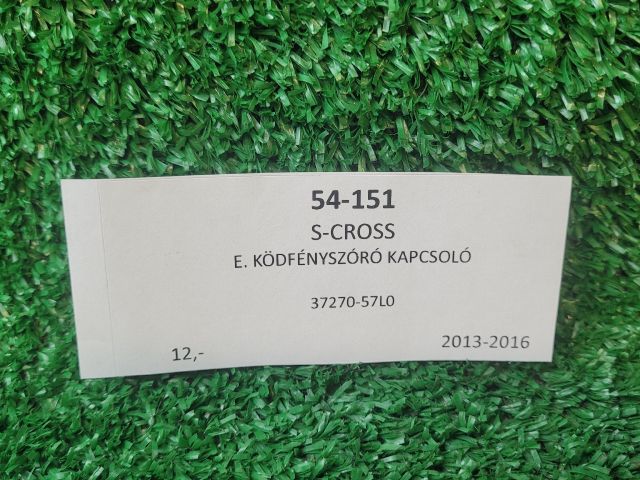 54-151
S-CROSS
E. KÖDFÉNYSZÓRÓ KAPCSOLÓ
37270-57L0
12,-
2013-2016